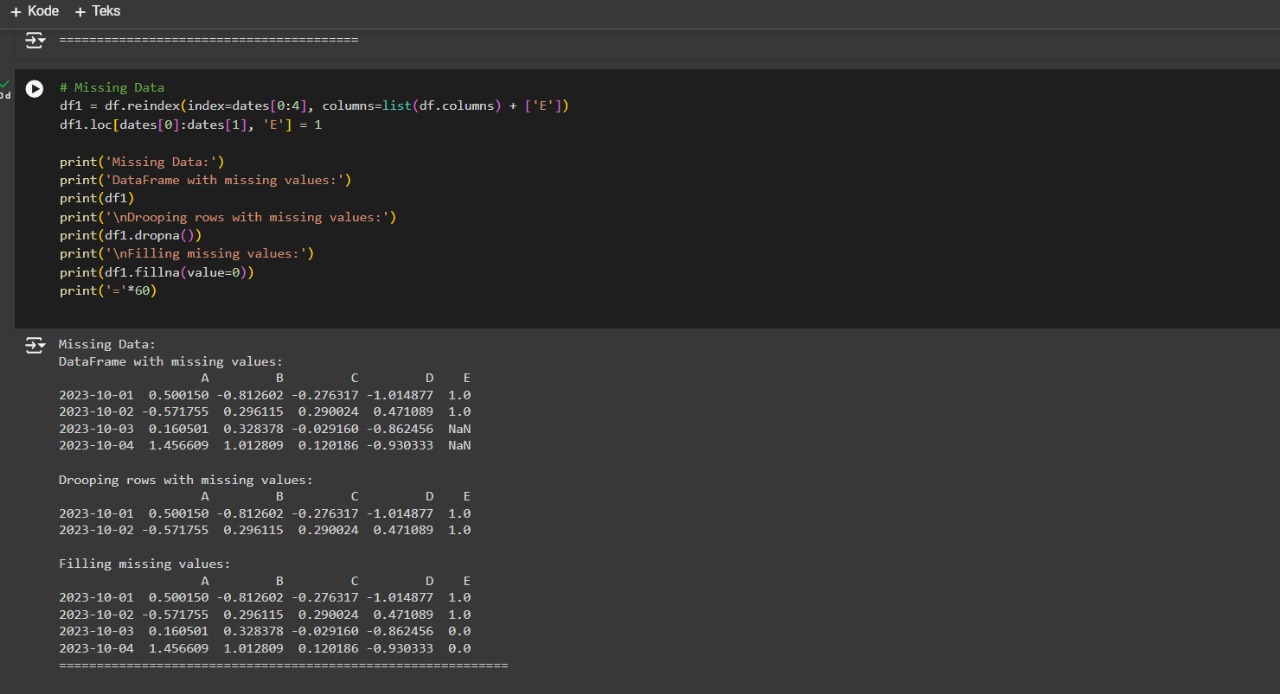 + Kode + Teks
========================================
# Missing Data
df1 = df.reindex(index=dates[0:4], columns=list(df.columns) + ['E'])
df1.loc[dates[0]:dates[1], 'E'] = 1
print('Missing Data:')
print('DataFrame with missing values:')
print(df1)
print('\nDrooping rows with missing values:')
print(df1.dropna())
print('\nFilling missing values:')
print(df1.fillna(value=0))
print('='*60)
Missing Data:
DataFrame with missing values:
                   A         B         C         D    E
2023-10-01  0.500150 -0.812602 -0.276317 -1.014877  1.0
2023-10-02 -0.571755  0.296115  0.290024  0.471089  1.0
2023-10-03  0.160501  0.328378 -0.029160 -0.862456  NaN
2023-10-04  1.456609  1.012809  0.120186 -0.930333  NaN
Drooping rows with missing values:
                   A         B         C         D    E
2023-10-01  0.500150 -0.812602 -0.276317 -1.014877  1.0
2023-10-02 -0.571755  0.296115  0.290024  0.471089  1.0
Filling missing values:
                   A         B         C         D    E
2023-10-01  0.500150 -0.812602 -0.276317 -1.014877  1.0
2023-10-02 -0.571755  0.296115  0.290024  0.471089  1.0
2023-10-03  0.160501  0.328378 -0.029160 -0.862456  0.0
2023-10-04  1.456609  1.012809  0.120186 -0.930333  0.0
============================================================